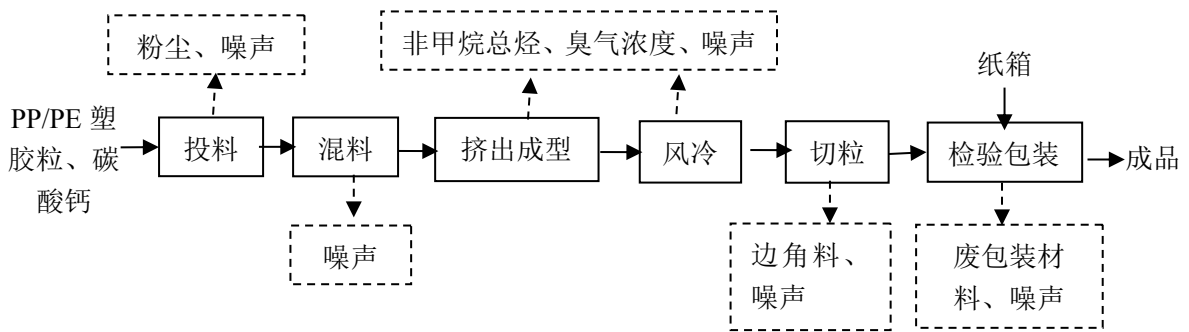 粉尘、噪声
非甲烷总烃、臭气浓度、噪声
纸箱
PP/PE 塑
胶粒、碳
酸钙
投料
混料
挤出成型
风冷
切粒
检验包装
成品
噪声
边角料、
噪声
废包装材
料、噪声